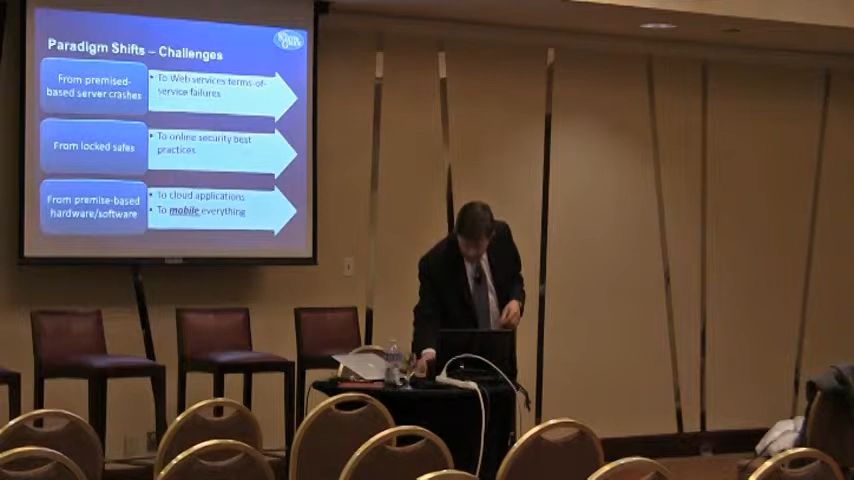 Paradigm Shifts – Challenges
From premised-
based server crashes
• To Web services terms-of-
service failures
From locked safes
• To online security best
practices
From premise-based
hardware/software
• To cloud applications
• To mobile everything